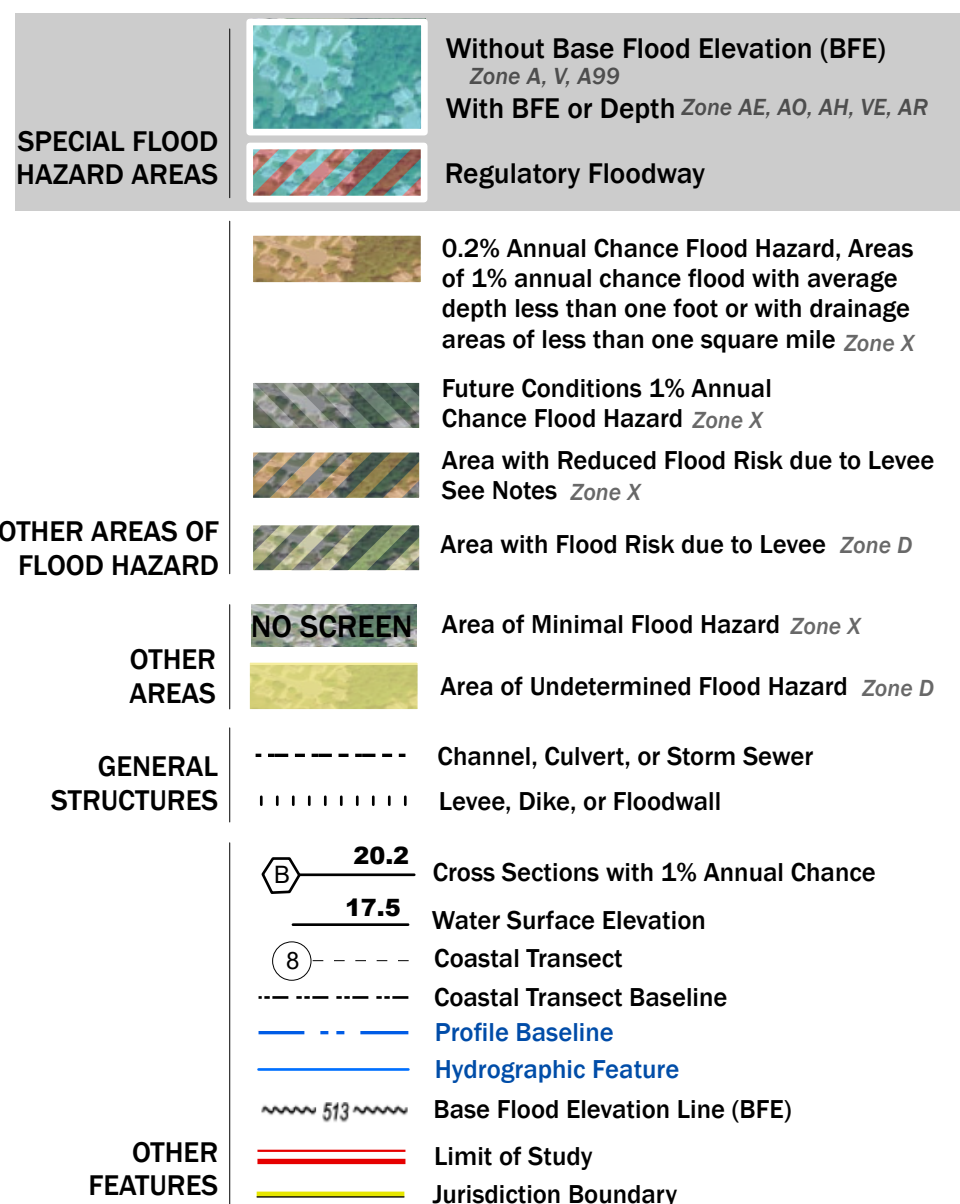 Without Base Flood Elevation (BFE)
Zone A, V, A99
With BFE or Depth Zone AE, AO, AH, VE, AR
SPECIAL FLOOD
HAZARD AREAS
Regulatory Floodway
0.2% Annual Chance Flood Hazard, Areas
of 1% annual chance flood with average
depth less than one foot or with drainage
areas of less than one square mile Zone X
Future Conditions 1% Annual
Chance Flood Hazard Zone X
Area with Reduced Flood Risk due to Levee
See Notes Zone X
OTHER AREAS OF
FLOOD HAZARD
Area with Flood Risk due to Levee Zone D
NO SCREEN Area of Minimal Flood Hazard Zone X
OTHER
AREAS
Area of Undetermined Flood Hazard Zone D
GENERAL
STRUCTURES
Channel, Culvert, or Storm Sewer
Levee, Dike, or Floodwall
B 20.2 Cross Sections with 1% Annual Chance
17.5 Water Surface Elevation
8 Coastal Transect
Coastal Transect Baseline
Profile Baseline
Hydrographic Feature
513 Base Flood Elevation Line (BFE)
OTHER
FEATURES
Limit of Study
Jurisdiction Boundary